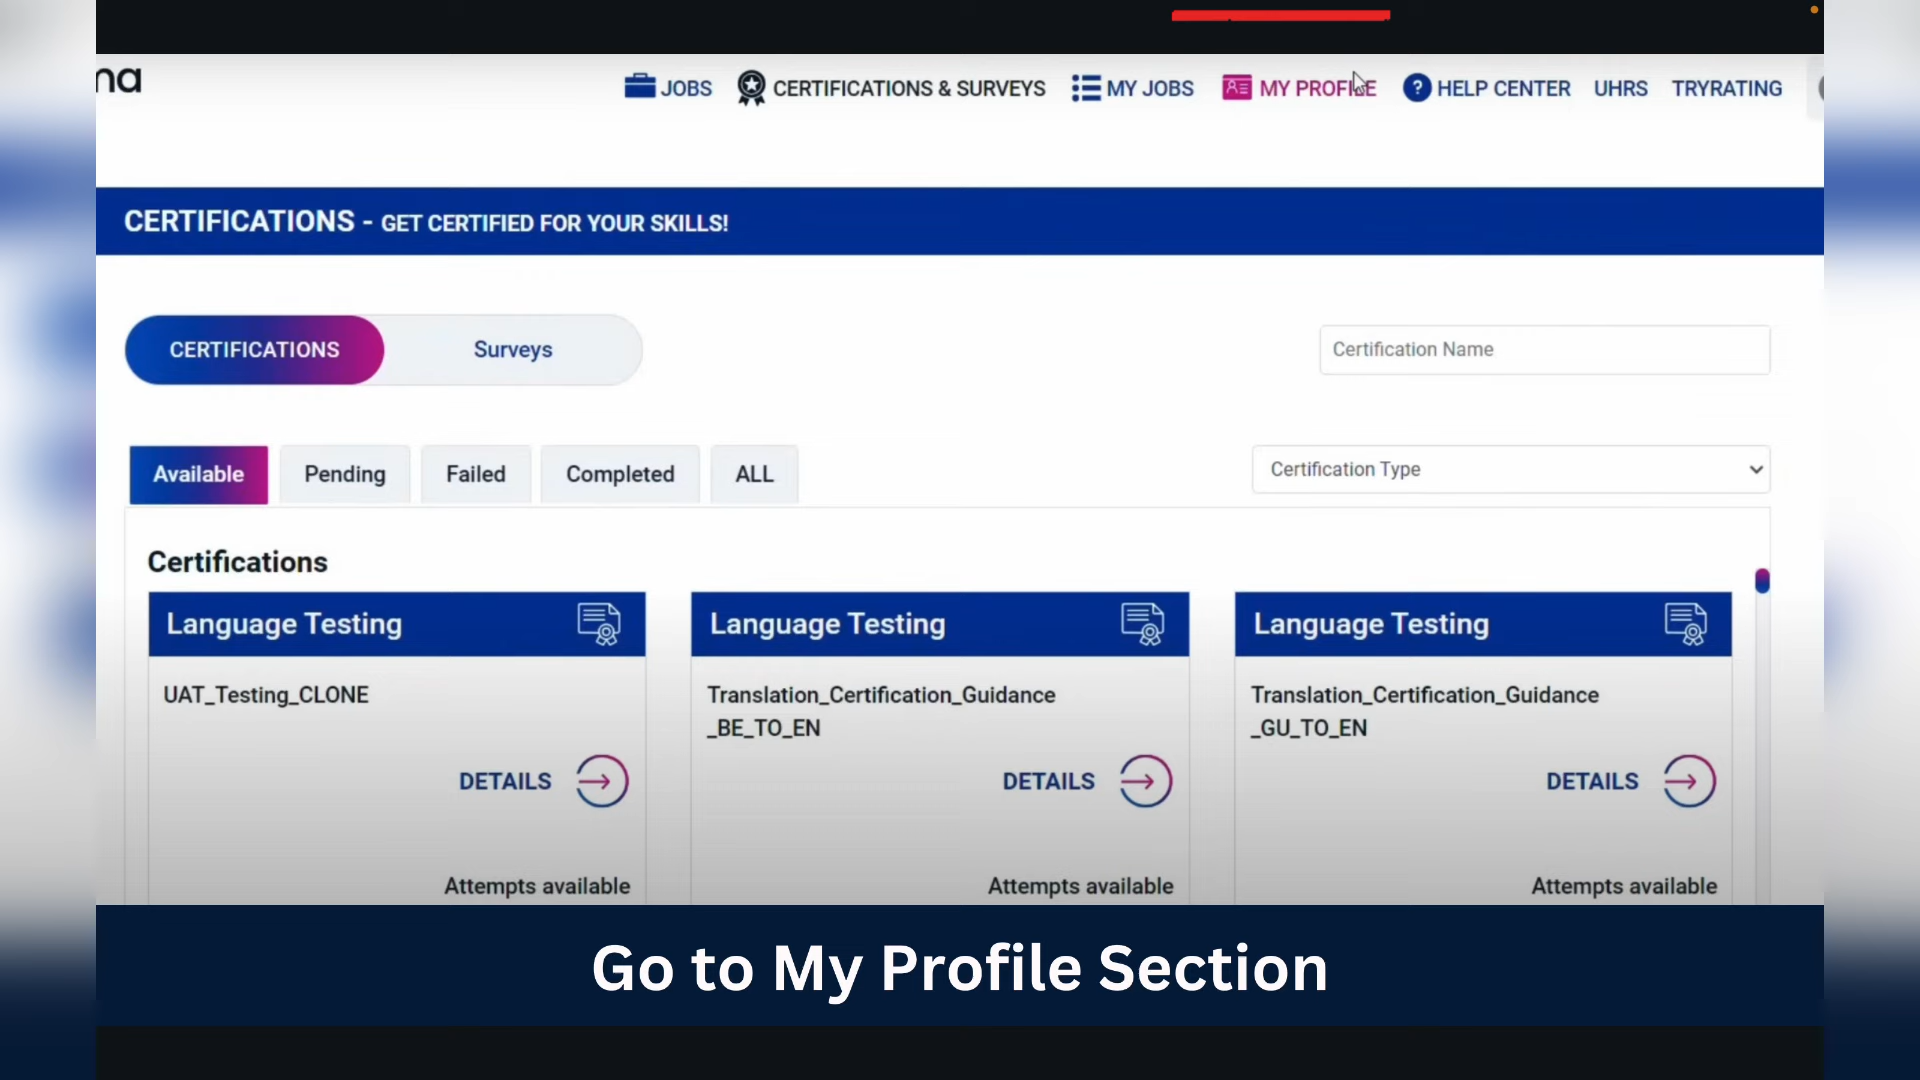 na
JOBS
CERTIFICATIONS & SURVEYS
MY JOBS
MY PROFILE
? HELP CENTER
UHRS
TRYRATING
CERTIFICATIONS - GET CERTIFIED FOR YOUR SKILLS!
CERTIFICATIONS
Surveys
Certification Name
Available
Pending
Failed
Completed
ALL
Certification Type
Certifications
Language Testing
UAT_Testing_CLONE
DETAILS
Attempts available
Language Testing
Translation_Certification_Guidance
_BE_TO_EN
DETAILS
Attempts available
Language Testing
Translation_Certification_Guidance
_GU_TO_EN
DETAILS
Attempts available
Go to My Profile Section